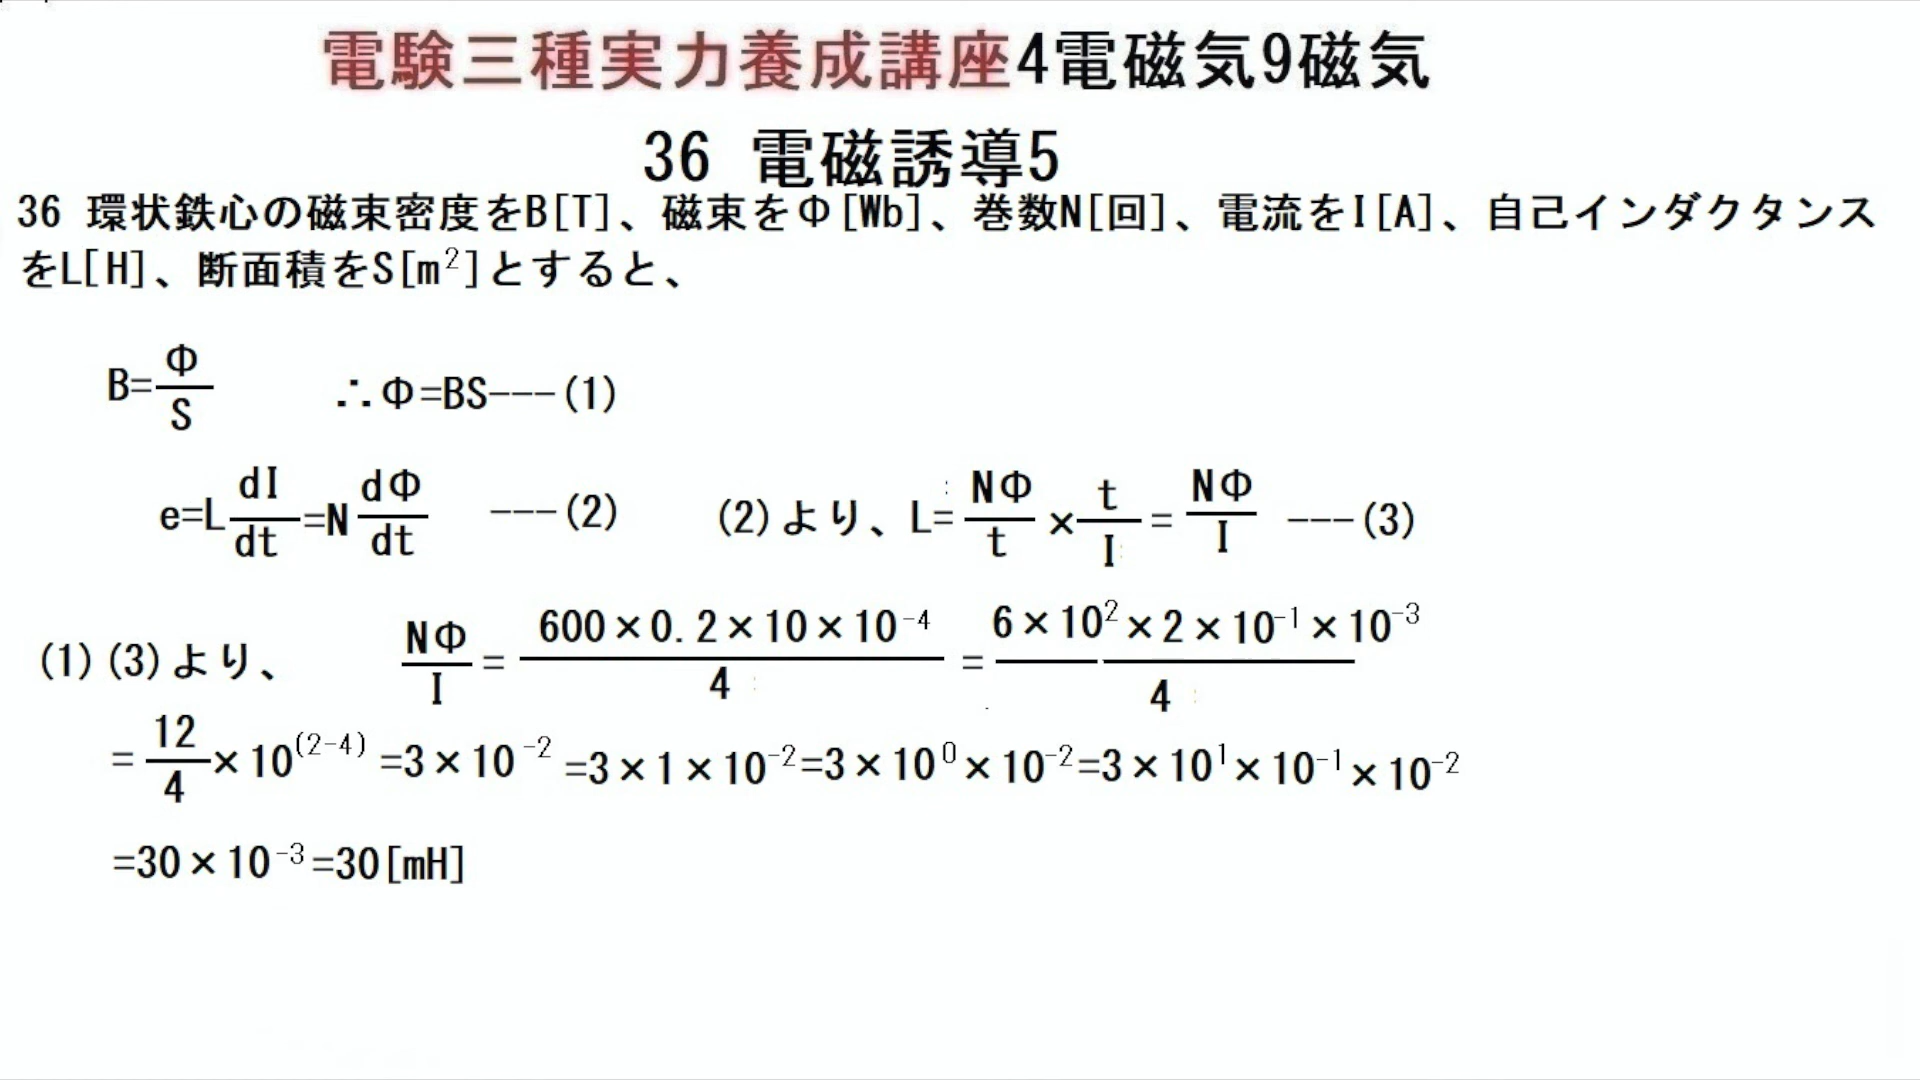 電験三種実力養成講座4電磁気9磁気
36 電磁誘導5
36 環状鉄心の磁束密度をB[T]、磁束をΦ[Wb]、巻数N[回]、電流をI[A]、自己インダクタンス
をL[H]、断面積をS[m²]とすると、
B=Φ/S ∴Φ=BS---(1)
e=L dI/dt=N dΦ/dt ---(2) (2)より、L= NΦ/t × t/I = NΦ/I ---(3)
(1)(3)より、 NΦ/I = 600×0.2×10×10⁻⁴/4 = 6×10²×2×10⁻¹×10⁻³/4
= 12/4×10⁽²⁻⁴⁾ =3×10⁻² =3×1×10⁻²=3×10⁰×10⁻²=3×10¹×10⁻¹×10⁻²
=30×10⁻³=30[mH]